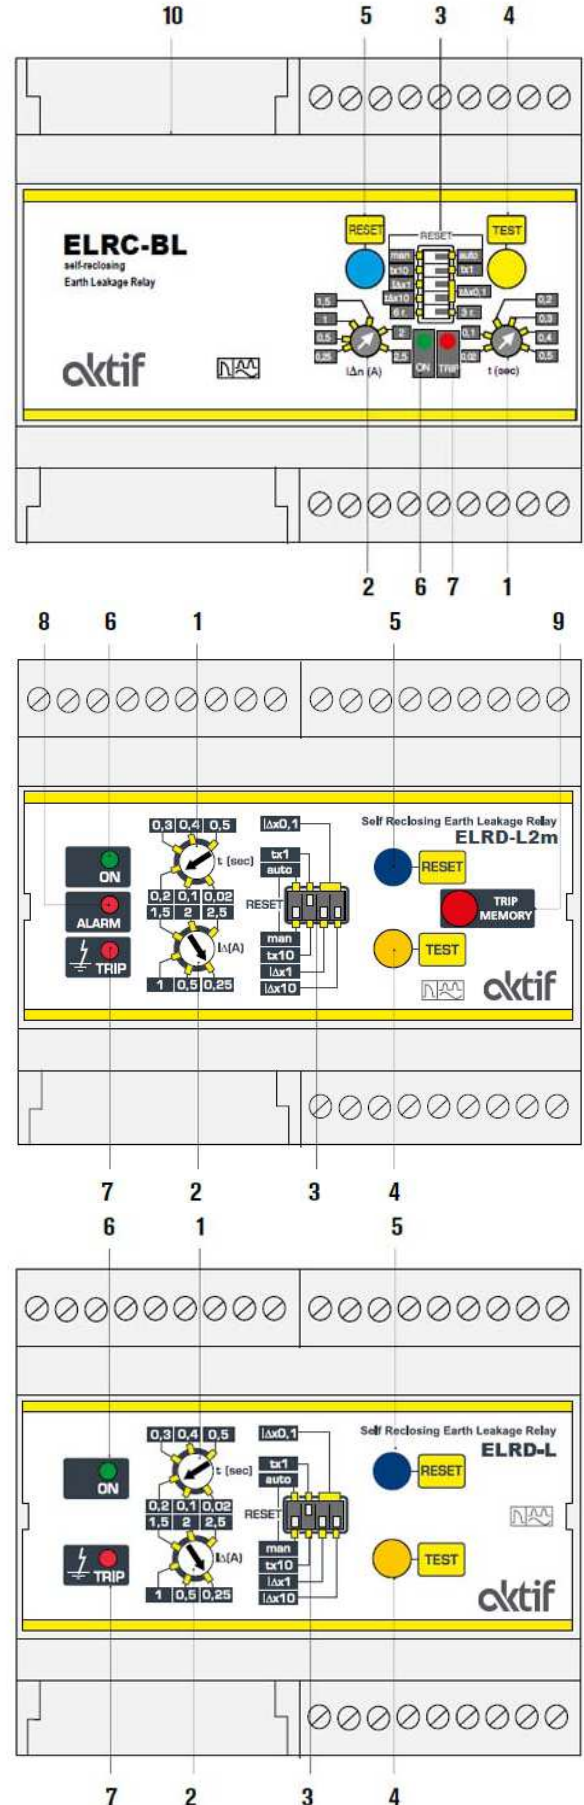 10 5 3 4
RESET RESET TEST
ELRC-BL
self-reclosing
Earth Leakage Relay
man auto
tx10 tx1
IΔx1 IΔx0,1
IΔx10
6 r. 3 r.
1,5 2
1 2,5
0,5
0,25
IΔn (A)
0,1 0,2
0,02 0,3
0,4
0,5
t (sec)
ON TRIP
aktif
2 6 7 1
8 6 1 5 9
0,3 0,4 0,5
IΔx0,1
Self Reclosing Earth Leakage Relay
ELRD-L2m
t (sec)
tx1
auto
RESET
ON
0,2 0,1 0,02
1,5 2 2,5
RESET
TRIP
MEMORY
ALARM
IΔ(A)
man
tx10
IΔx1
IΔx10
TEST
TRIP
1 0,5 0,25
aktif
7 2 3 4
6 1 5
0,3 0,4 0,5
IΔx0,1
Self Reclosing Earth Leakage Relay
ELRD-L
t (sec)
tx1
auto
RESET
ON
0,2 0,1 0,02
1,5 2 2,5
RESET
IΔ(A)
man
tx10
IΔx1
IΔx10
TEST
TRIP
1 0,5 0,25
aktif
7 2 3 4